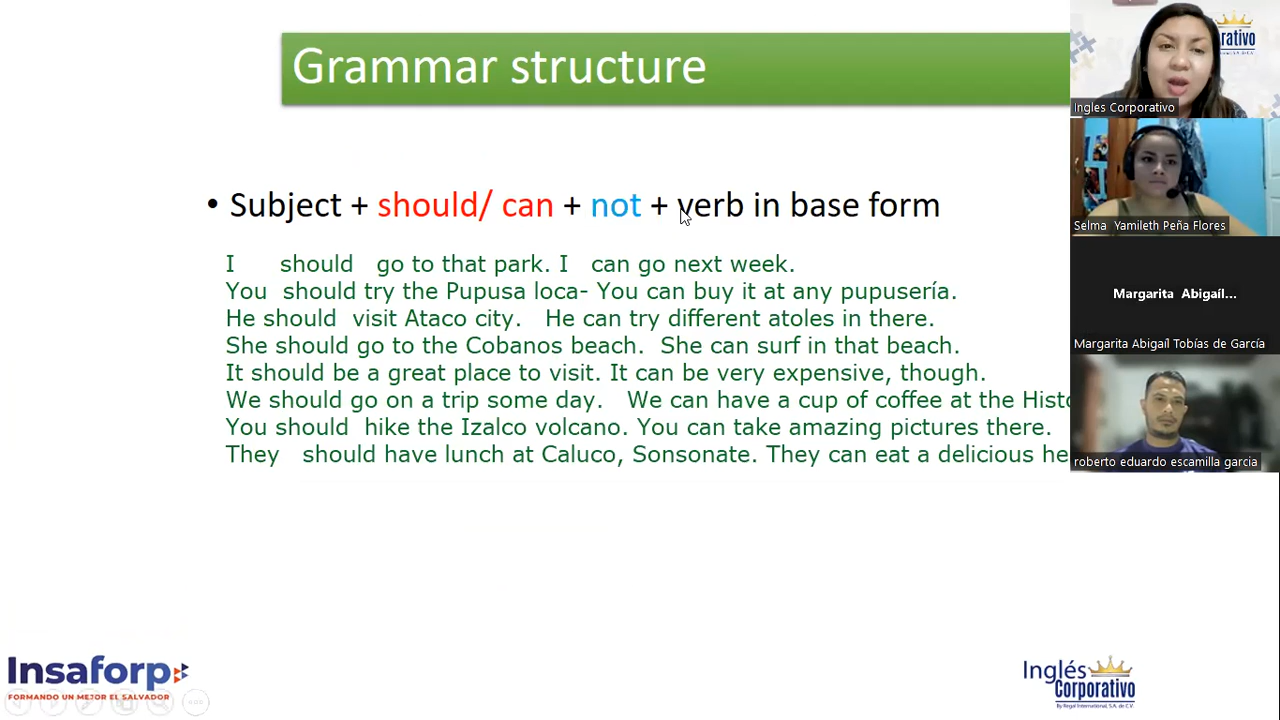 Grammar structure
• Subject + should/ can + not + verb in base form
I should go to that park. I can go next week.
You should try the Pupusa loca- You can buy it at any pupusería.
He should visit Ataco city. He can try different atoles in there.
She should go to the Cobanos beach. She can surf in that beach.
It should be a great place to visit. It can be very expensive, though.
We should go on a trip some day. We can have a cup of coffee at the
You should hike the Izalco volcano. You can take amazing pictures there.
They should have lunch at Caluco, Sonsonate. They can eat a delicious
Ingles Corporativo
Selma Yamileth Peña Flores
Margarita Abigaíl...
Margarita Abigaíl Tobías de García
roberto eduardo escamilla garcia
Insaforp
FORMANDO UN MEJOR EL SALVADOR
Inglés
Corporativo
By Regal International, S.A. de C.V.